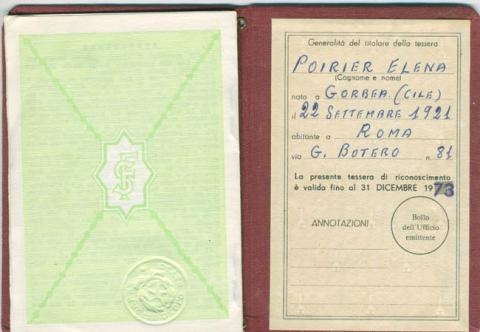 Generalità del titolare della tessera
POIRIER ELENA
(Cognome e nome)
nato a GORBEA (CILE)
il 22 SETTEMBRE 1921
abitante a ROMA
via G. BOTERO n. 81
La presente tessera di riconoscimento
è valida fino al 31 DICEMBRE 1973
ANNOTAZIONI
Bollo
dell'Ufficio
emittente